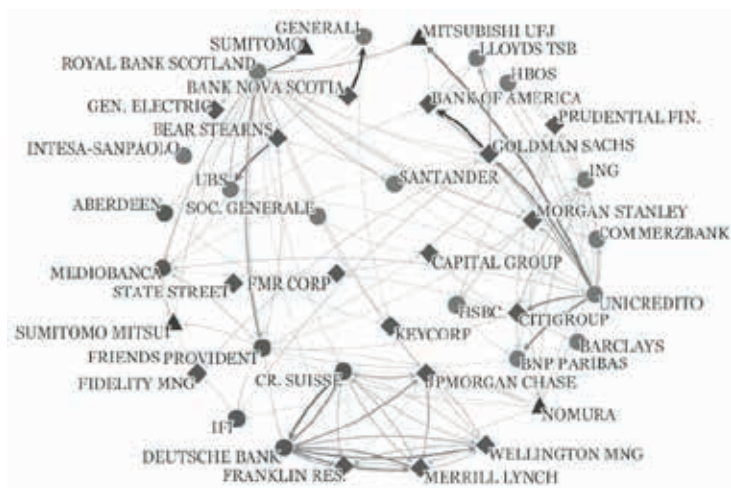 GENERALI
MITSUBISHI UFJ
SUMITOMO
LLOYDS TSB
ROYAL BANK SCOTLAND
HBOS
BANK NOVA SCOTIA
BANK OF AMERICA
GEN. ELECTRIC
PRUDENTIAL FIN.
BEAR STEARNS
GOLDMAN SACHS
INTESA-SANPAOLO
ING
UBS
SANTANDER
ABERDEEN
SOC. GENERALE
MORGAN STANLEY
COMMERZBANK
CAPITAL GROUP
MEDIOBANCA
FMR CORP
STATE STREET
UNICREDITO
HSBC
CITIGROUP
SUMITOMO MITSUI
KEYCORP
BARCLAYS
FRIENDS PROVIDENT
BNP PARIBAS
FIDELITY MNG
CR. SUISSE
JPMORGAN CHASE
NOMURA
IFI
DEUTSCHE BANK
WELLINGTON MNG
FRANKLIN RES.
MERRILL LYNCH